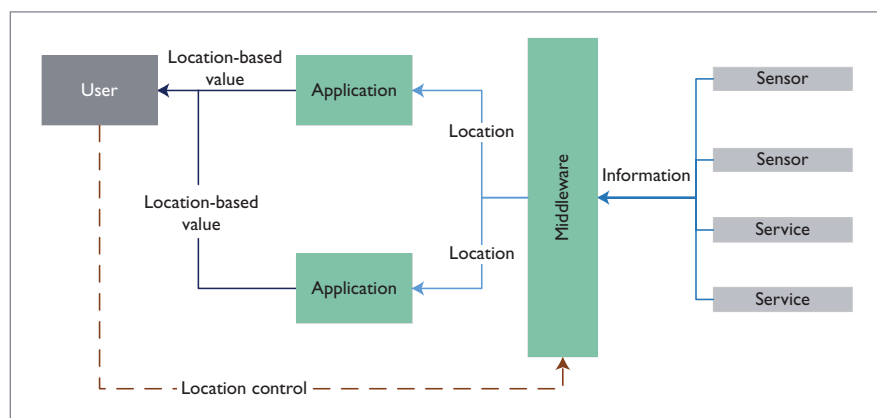 Location-based
value
User
Application
Sensor
Location
Sensor
Middleware
Information
Location-based
value
Service
Location
Application
Service
Location control